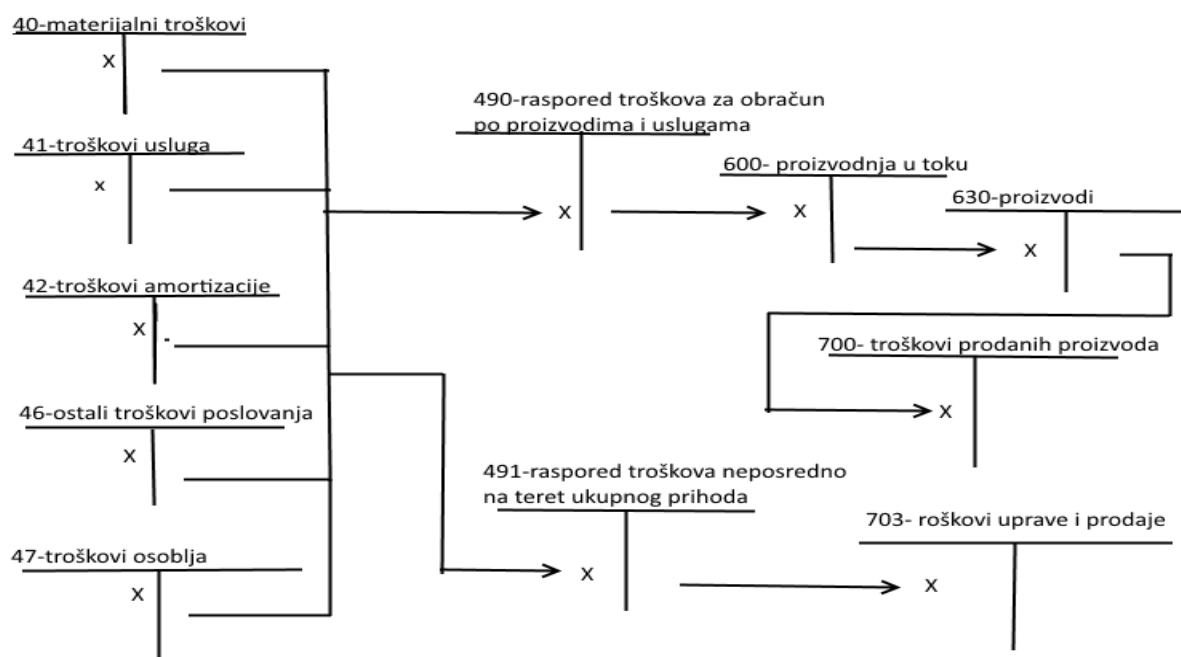 40-materijalni troškovi
X
41-troškovi usluga
x
42-troškovi amortizacije
X
46-ostali troškovi poslovanja
X
47-troškovi osoblja
X
490-raspored troškova za obračun
po proizvodima i uslugama
X
600- proizvodnja u toku
X
630-proizvodi
X
700- troškovi prodanih proizvoda
X
491-raspored troškova neposredno
na teret ukupnog prihoda
X
703- roškovi uprave i prodaje
X